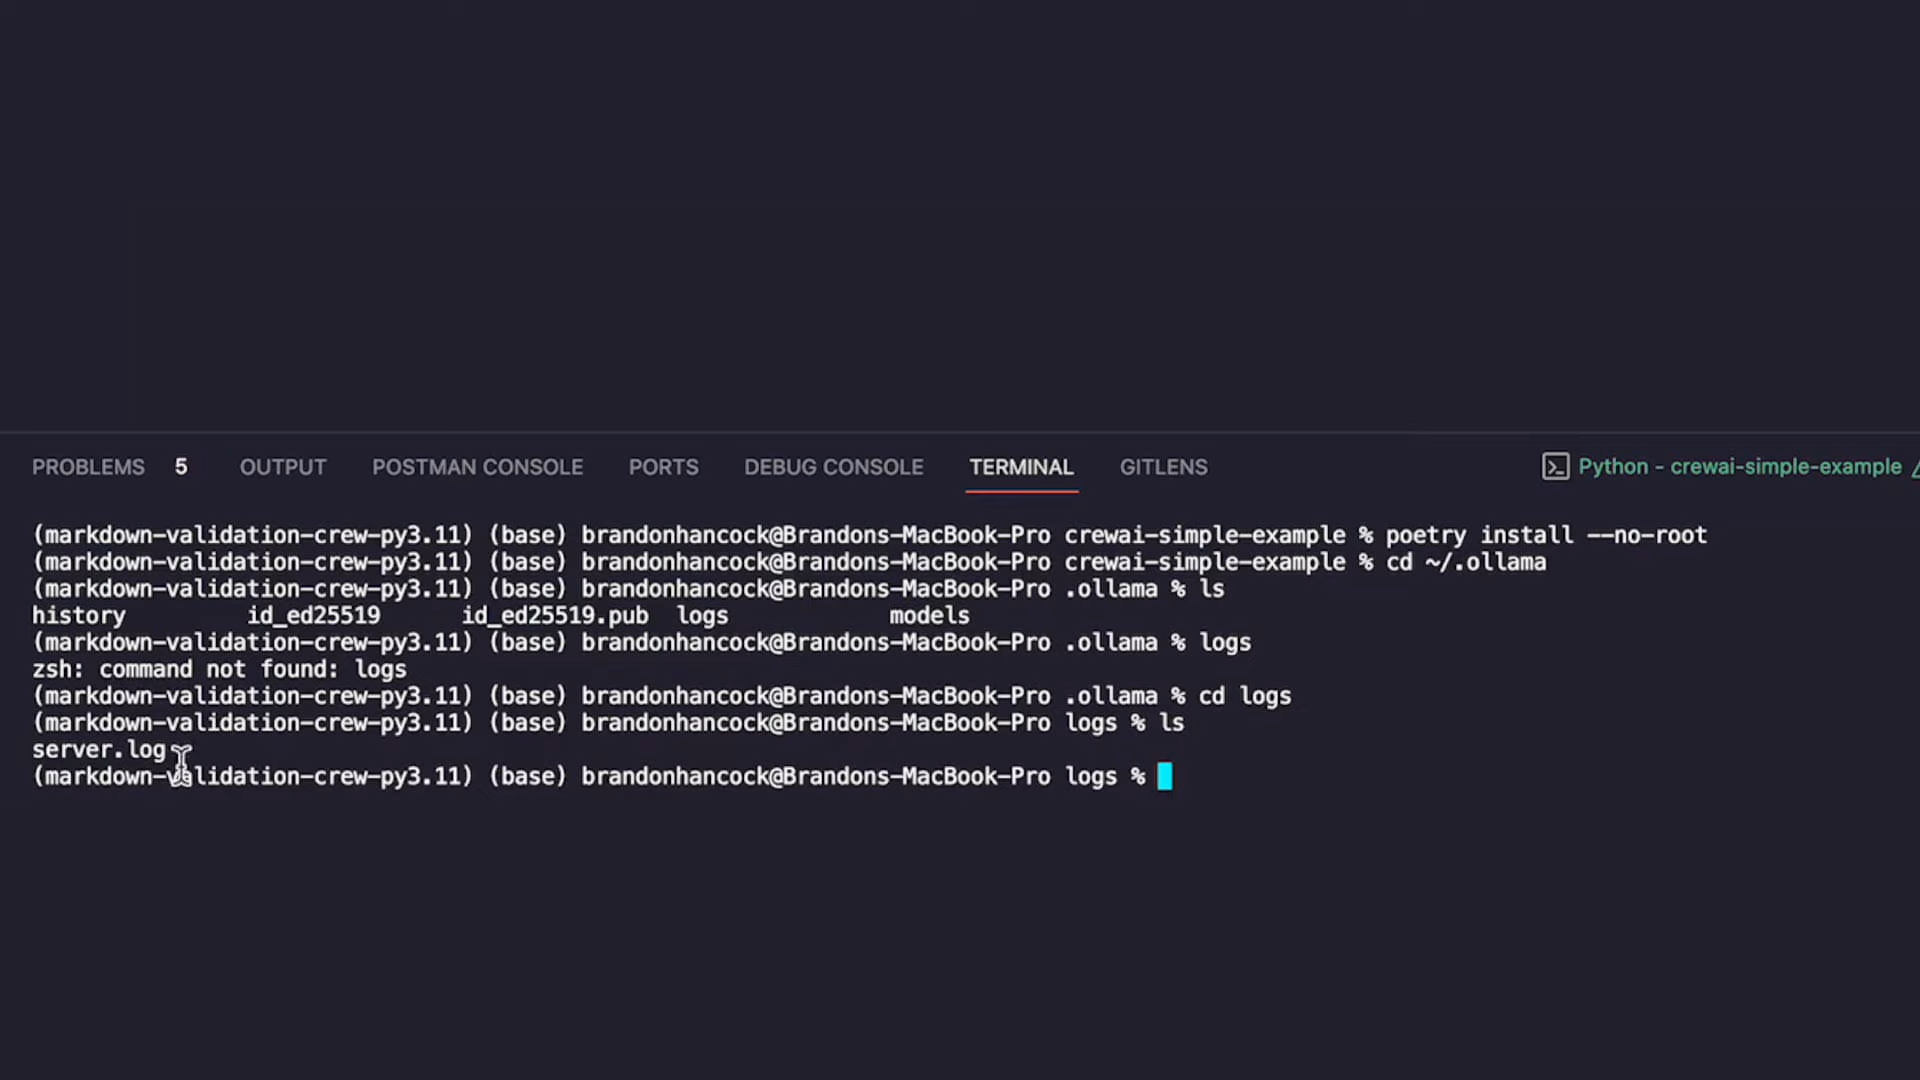 PROBLEMS 5 OUTPUT POSTMAN CONSOLE PORTS DEBUG CONSOLE TERMINAL GITLENS Python - crewai-simple-example
(markdown-validation-crew-py3.11) (base) brandonhancock@Brandons-MacBook-Pro crewai-simple-example % poetry install --no-root
(markdown-validation-crew-py3.11) (base) brandonhancock@Brandons-MacBook-Pro crewai-simple-example % cd ~/.ollama
(markdown-validation-crew-py3.11) (base) brandonhancock@Brandons-MacBook-Pro .ollama % ls
history id_ed25519 id_ed25519.pub logs models
(markdown-validation-crew-py3.11) (base) brandonhancock@Brandons-MacBook-Pro .ollama % logs
zsh: command not found: logs
(markdown-validation-crew-py3.11) (base) brandonhancock@Brandons-MacBook-Pro .ollama % cd logs
(markdown-validation-crew-py3.11) (base) brandonhancock@Brandons-MacBook-Pro logs % ls
server.log
(markdown-validation-crew-py3.11) (base) brandonhancock@Brandons-MacBook-Pro logs %